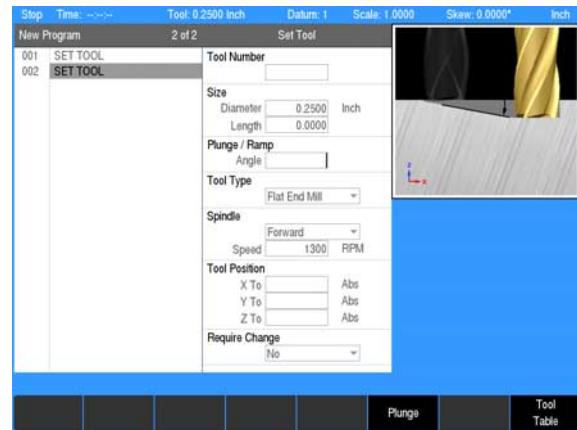 Stop Time: --:--:-- Tool: 0.2500 Inch Datum: 1 Scale: 1.0000 Skew: 0.0000° Inch
New Program 2 of 2 Set Tool
001 SET TOOL
002 SET TOOL
Tool Number
Size
Diameter 0.2500 Inch
Length 0.0000
Plunge / Ramp
Angle
Tool Type
Flat End Mill
Spindle
Forward
Speed 1300 RPM
Tool Position
X To Abs
Y To Abs
Z To Abs
Require Change
No
z
x
Plunge
Tool
Table